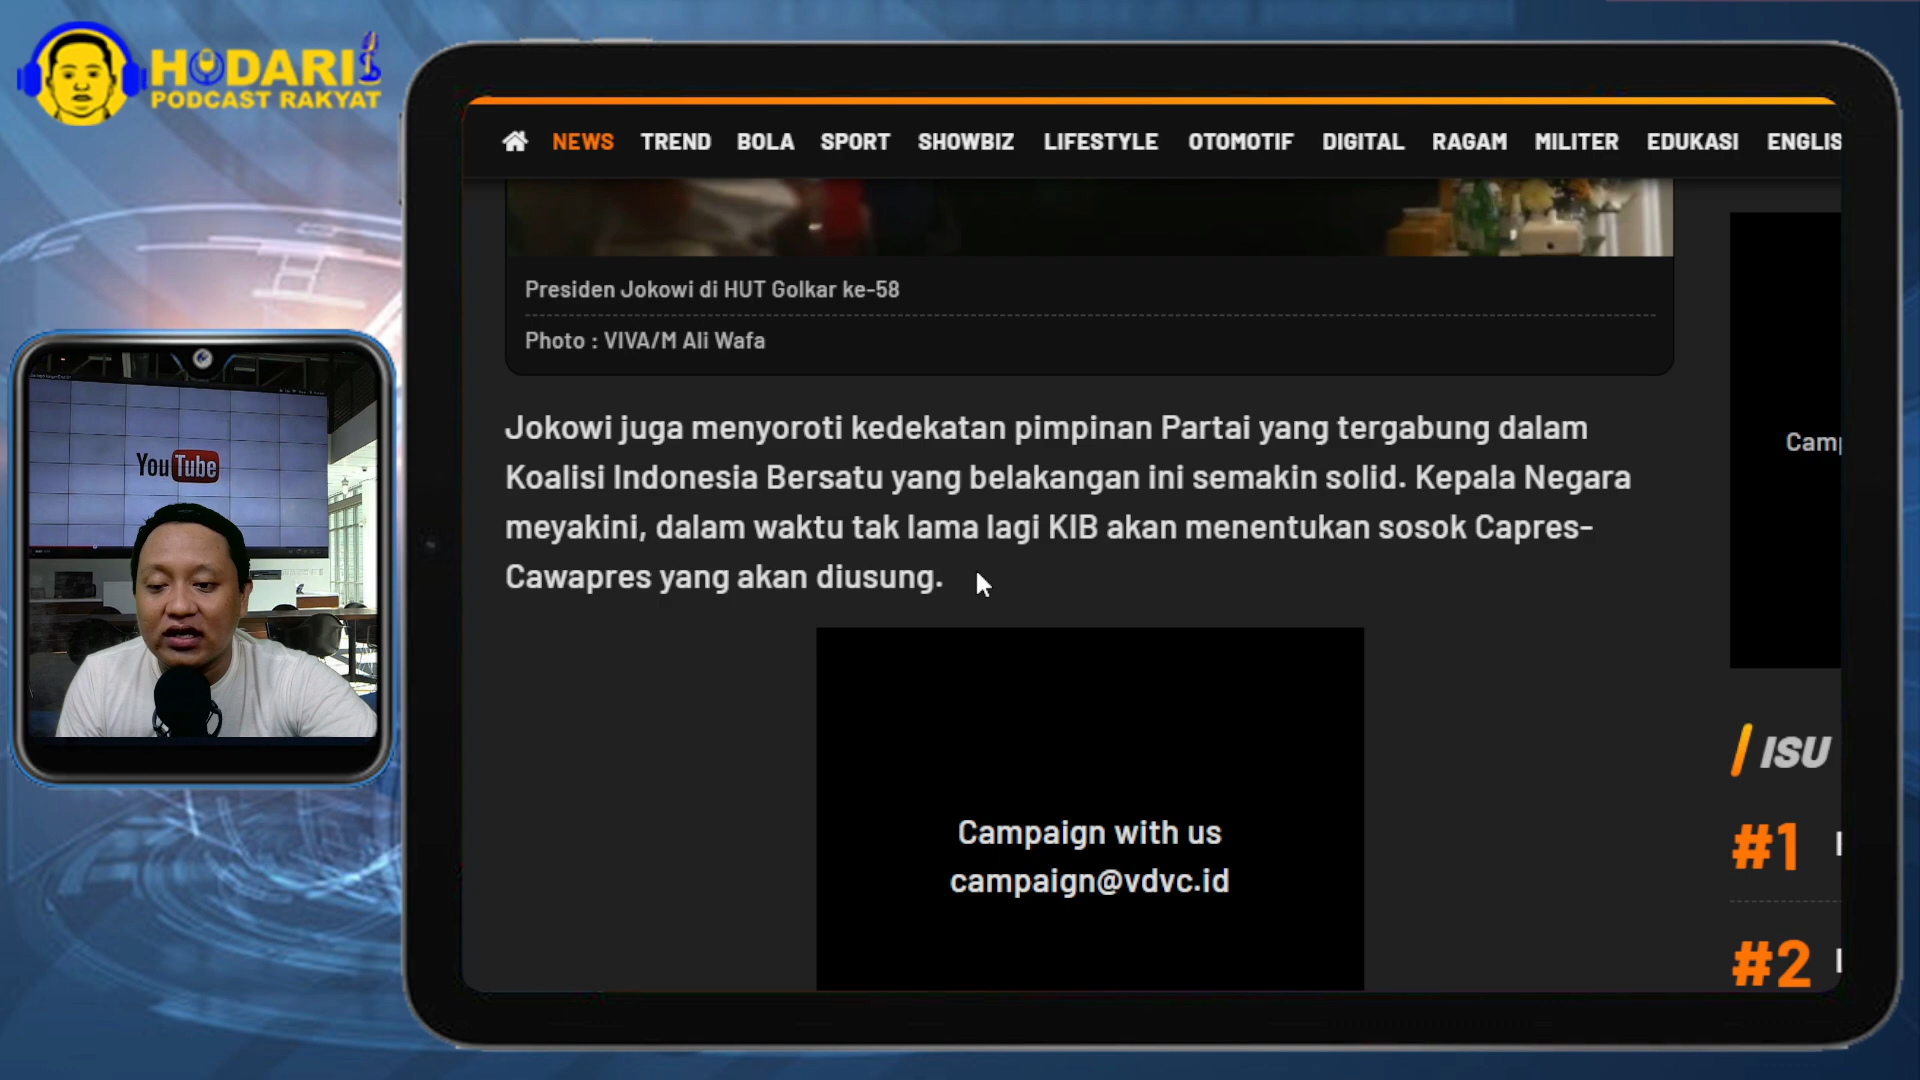 HODARI
PODCAST RAKYAT
NEWS TREND BOLA SPORT SHOWBIZ LIFESTYLE OTOMOTIF DIGITAL RAGAM MILITER EDUKASI ENGLIS
Presiden Jokowi di HUT Golkar ke-58
Photo : VIVA/M Ali Wafa
Jokowi juga menyoroti kedekatan pimpinan Partai yang tergabung dalam
Koalisi Indonesia Bersatu yang belakangan ini semakin solid. Kepala Negara
meyakini, dalam waktu tak lama lagi KIB akan menentukan sosok Capres-
Cawapres yang akan diusung.
Campaign with us
campaign@vdvc.id
Camp
ISU
#1
#2
YouTube